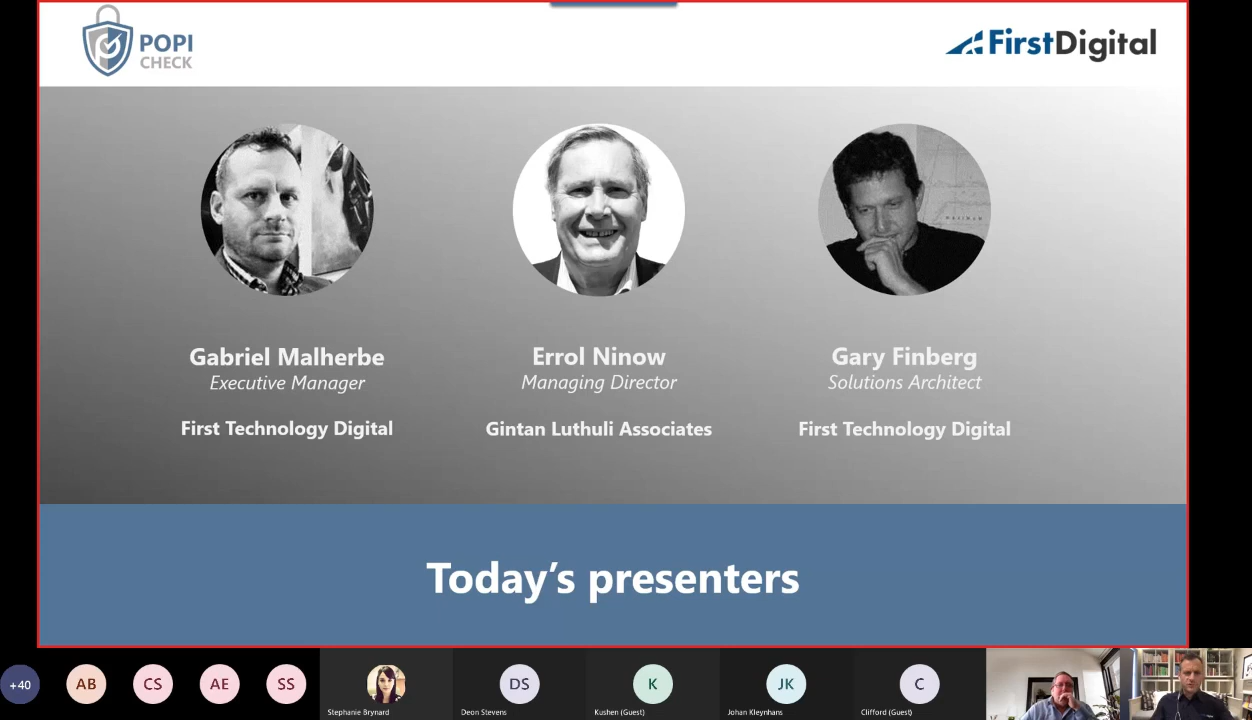 POPI
CHECK
FirstDigital
Gabriel Malherbe
Executive Manager
First Technology Digital
Errol Ninow
Managing Director
Gintan Luthuli Associates
Gary Finberg
Solutions Architect
First Technology Digital
Today's presenters
+40
AB
CS
AE
SS
Stephanie Brynard
DS
Deon Stevens
K
Kushen (Guest)
JK
Johan Kleynhans
C
Clifford (Guest)